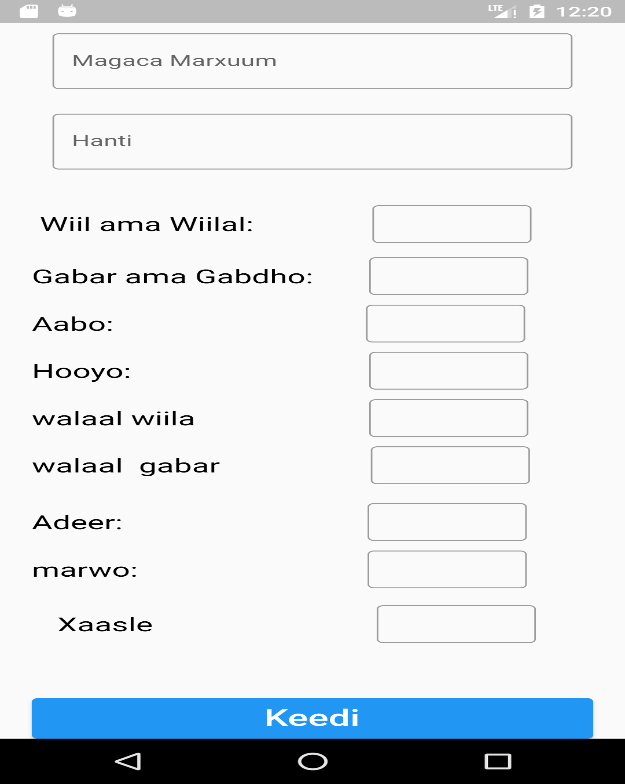 LTE 12:20
Magaca Marxuum
Hanti
Wiil ama Wiilal:
Gabar ama Gabdho:
Aabo:
Hooyo:
walaal wiila
walaal  gabar
Adeer:
marwo:
Xaasle
Keedi